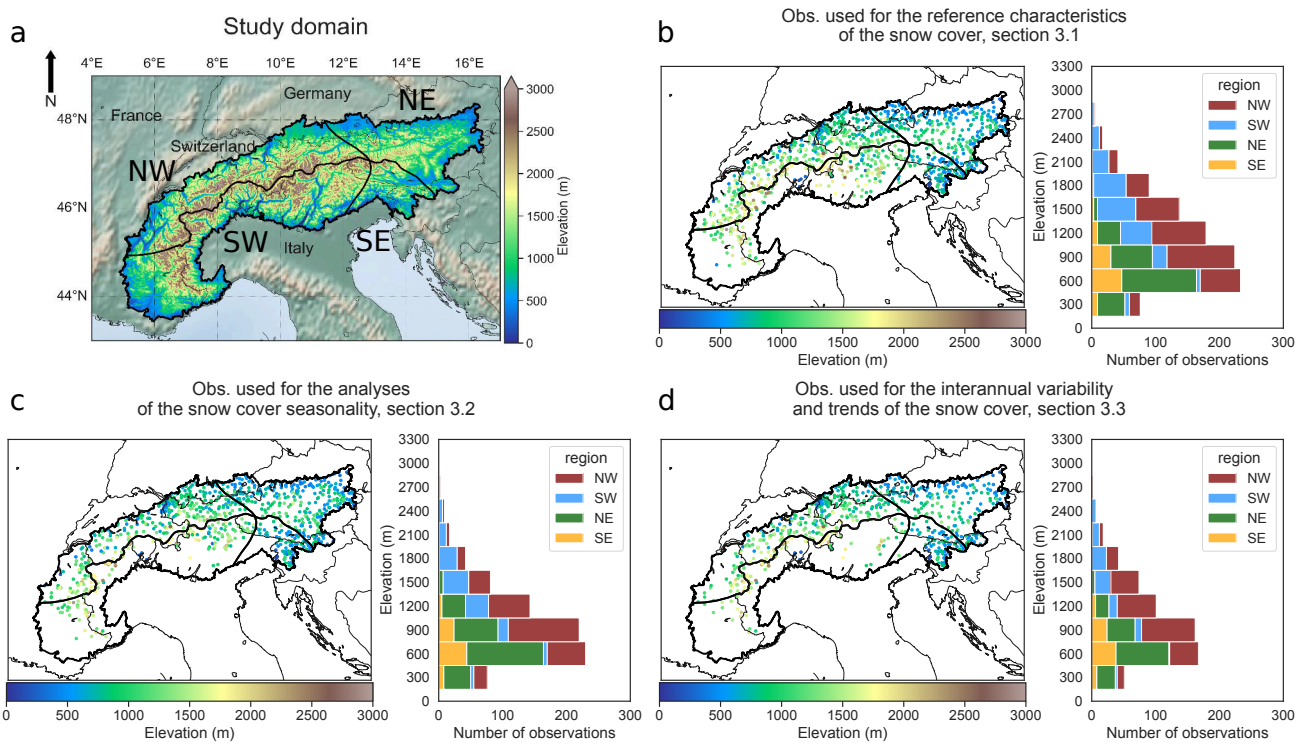 a
Study domain
N
4°E 6°E 8°E 10°E 12°E 14°E 16°E
48°N
46°N
44°N
France
Germany
Switzerland
Italy
NW
NE
SW
SE
3000
2500
2000
1500
1000
500
0
Elevation (m)
b
Obs. used for the reference characteristics
of the snow cover, section 3.1
0 500 1000 1500 2000 2500 3000
Elevation (m)
3300
3000
2700
2400
2100
1800
1500
1200
900
600
300
0
Elevation (m)
region
NW
SW
NE
SE
0 100 200 300
Number of observations
c
Obs. used for the analyses
of the snow cover seasonality, section 3.2
0 500 1000 1500 2000 2500 3000
Elevation (m)
3300
3000
2700
2400
2100
1800
1500
1200
900
600
300
0
Elevation (m)
region
NW
SW
NE
SE
0 100 200 300
Number of observations
d
Obs. used for the interannual variability
and trends of the snow cover, section 3.3
0 500 1000 1500 2000 2500 3000
Elevation (m)
3300
3000
2700
2400
2100
1800
1500
1200
900
600
300
0
Elevation (m)
region
NW
SW
NE
SE
0 100 200 300
Number of observations